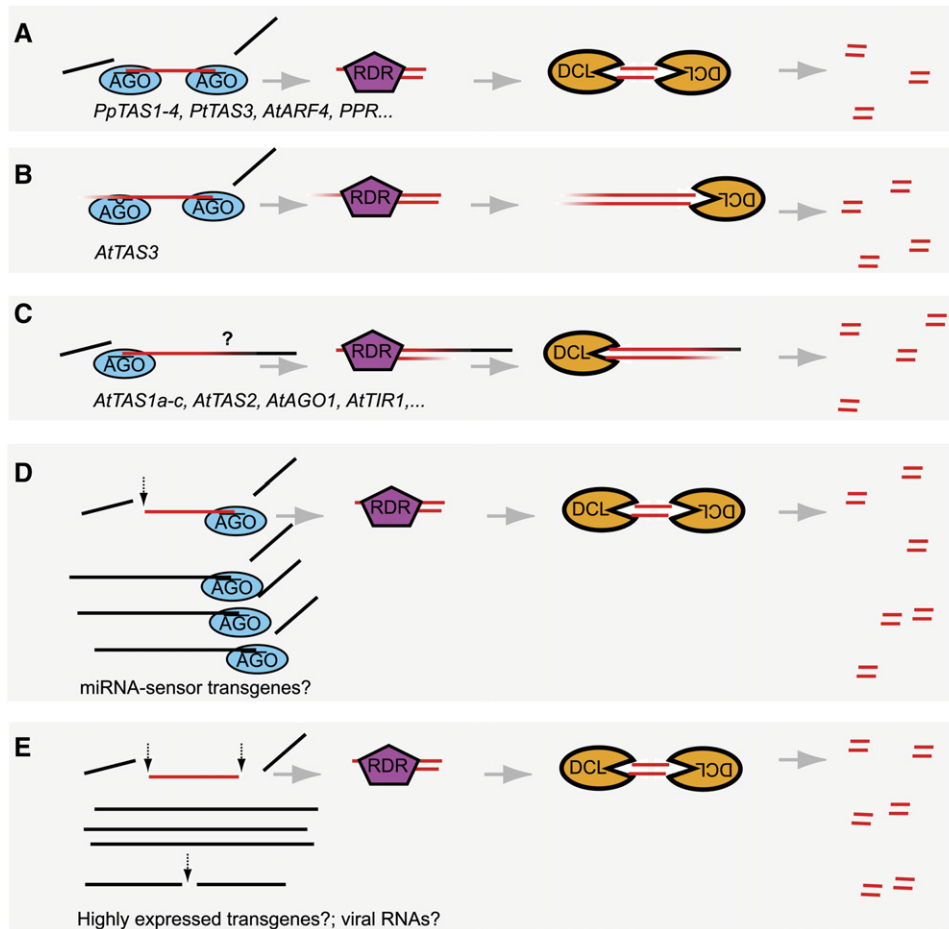 A
AGO
AGO
RDR
DCL
DCL
PpTAS1-4, PtTAS3, AtARF4, PPR...
B
AGO
AGO
RDR
DCL
AtTAS3
C
?
AGO
RDR
DCL
AtTAS1a-c, AtTAS2, AtAGO1, AtTIR1,...
D
AGO
RDR
DCL
DCL
AGO
AGO
AGO
miRNA-sensor transgenes?
E
RDR
DCL
DCL
Highly expressed transgenes?; viral RNAs?